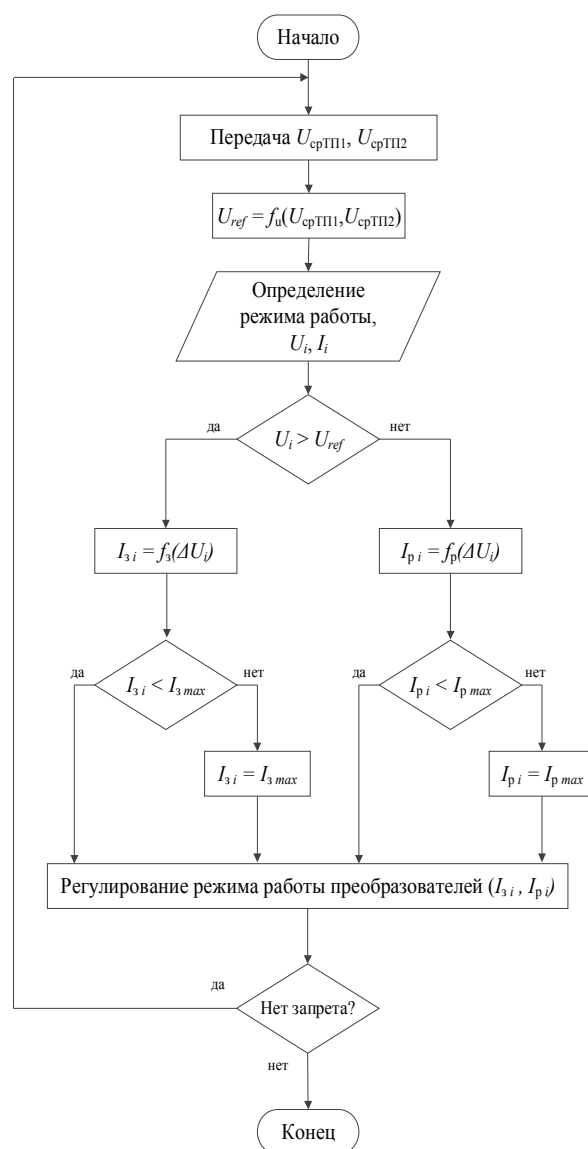 Начало
Передача UсрТП1, UсрТП2
Uref = fu(UсрТП1,UсрТП2)
Определение
режима работы,
Ui, Ii
да
нет
Ui > Uref
Iз i = fз(ΔUi)
Iр i = fр(ΔUi)
да
нет
да
нет
Iз i < Iз max
Iр i < Iр max
Iз i = Iз max
Iр i = Iр max
Регулирование режима работы преобразователей (Iз i , Iр i)
да
Нет запрета?
нет
Конец